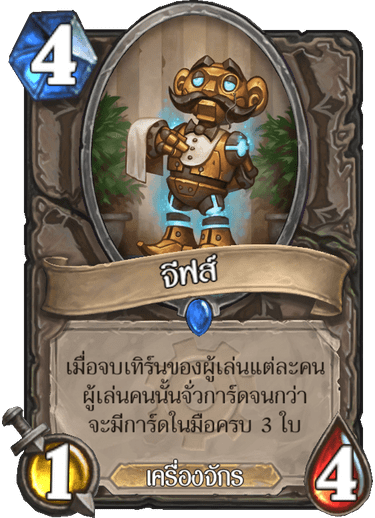 4
จีฟส์
เมื่อจบเทิร์นของผู้เล่นแต่ละคน
ผู้เล่นคนนั้นจั่วการ์ดจนกว่า
จะมีการ์ดในมือครบ 3 ใบ
1
เครื่องจักร
4